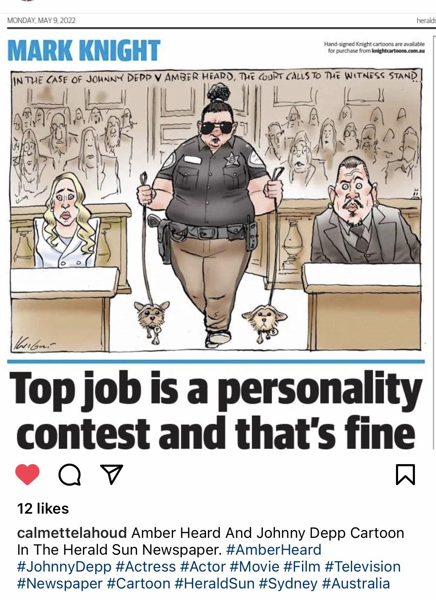 MONDAY, MAY 9, 2022
heralds
MARK KNIGHT
Hand-signed Knight cartoons are available
for purchase from knightcartoons.com.au
IN THE CASE OF JOHNNY DEPP V AMBER HEARD, THE COURT CALLS TO THE WITNESS STAND..
Knight
Top job is a personality
contest and that's fine
12 likes
calmettelahoud Amber Heard And Johnny Depp Cartoon
In The Herald Sun Newspaper. #AmberHeard
#JohnnyDepp #Actress #Actor #Movie #Film #Television
#Newspaper #Cartoon #HeraldSun #Sydney #Australia